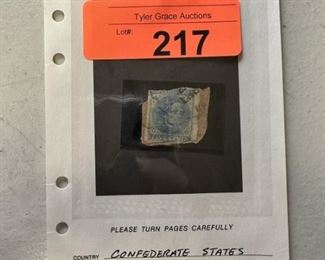 Tyler Grace Auctions
Lot#:
217
PLEASE TURN PAGES CAREFULLY
COUNTRY CONFEDERATE STATES